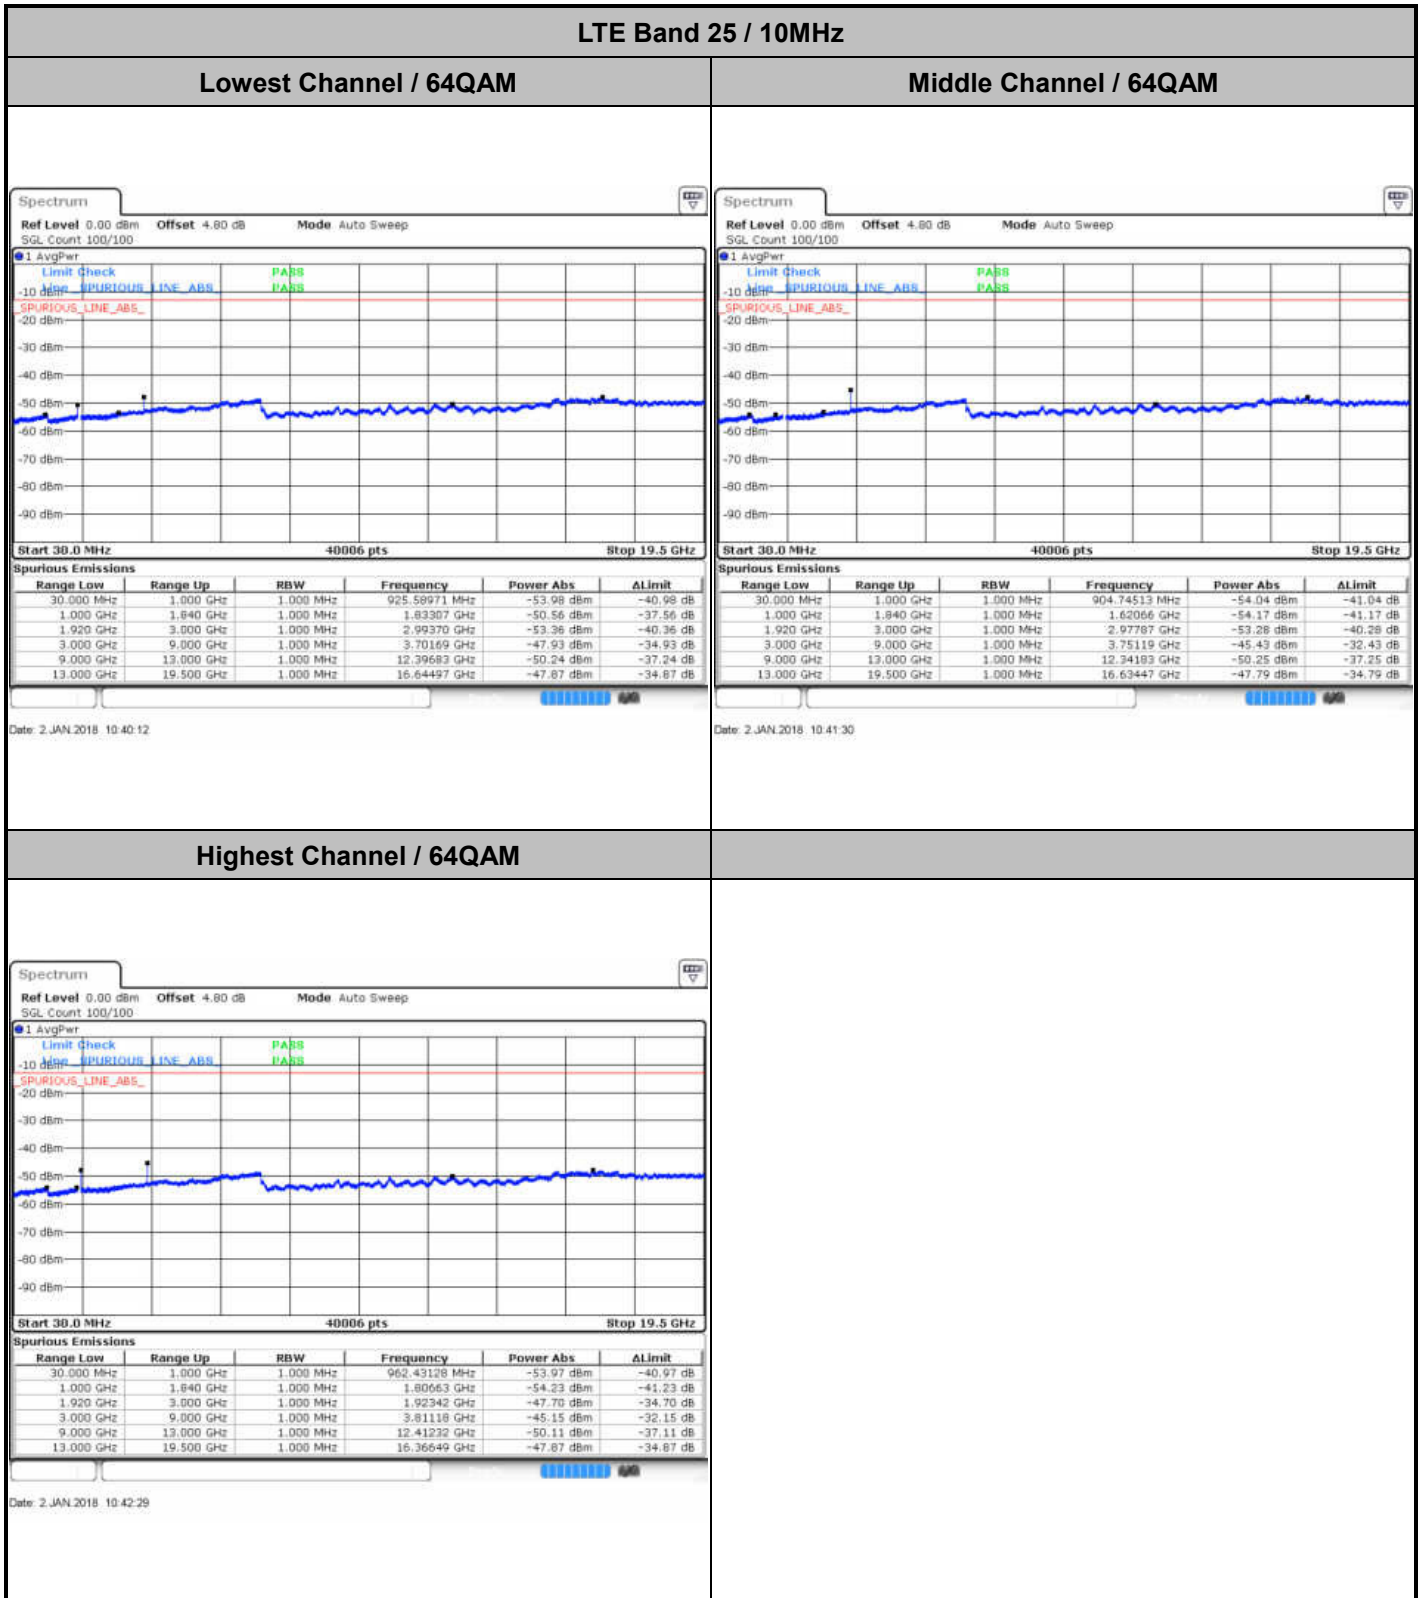 LTE Band 25 / 10MHz
Lowest Channel / 64QAM
Middle Channel / 64QAM
Spectrum
Ref Level 0.00 dBm Offset 4.80 dB Mode Auto Sweep
SGL Count 100/100
1 AvgPwr
Limit Check PASS
Line _SPURIOUS_LINE_ABS_ PASS
-10 dBm
_SPURIOUS_LINE_ABS_
-20 dBm
-30 dBm
-40 dBm
-50 dBm
-60 dBm
-70 dBm
-80 dBm
-90 dBm
Start 30.0 MHz 40006 pts Stop 19.5 GHz
Spurious Emissions
Range Low Range Up RBW Frequency Power Abs ΔLimit
30.000 MHz 1.000 GHz 1.000 MHz 925.58971 MHz -53.98 dBm -40.98 dB
1.000 GHz 1.840 GHz 1.000 MHz 1.83307 GHz -50.56 dBm -37.56 dB
1.920 GHz 3.000 GHz 1.000 MHz 2.99370 GHz -53.36 dBm -40.36 dB
3.000 GHz 9.000 GHz 1.000 MHz 3.70169 GHz -47.93 dBm -34.93 dB
9.000 GHz 13.000 GHz 1.000 MHz 12.39683 GHz -50.24 dBm -37.24 dB
13.000 GHz 19.500 GHz 1.000 MHz 16.64497 GHz -47.87 dBm -34.87 dB
Date: 2.JAN.2018 10:40:12
Spectrum
Ref Level 0.00 dBm Offset 4.80 dB Mode Auto Sweep
SGL Count 100/100
1 AvgPwr
Limit Check PASS
Line _SPURIOUS_LINE_ABS_ PASS
-10 dBm
_SPURIOUS_LINE_ABS_
-20 dBm
-30 dBm
-40 dBm
-50 dBm
-60 dBm
-70 dBm
-80 dBm
-90 dBm
Start 30.0 MHz 40006 pts Stop 19.5 GHz
Spurious Emissions
Range Low Range Up RBW Frequency Power Abs ΔLimit
30.000 MHz 1.000 GHz 1.000 MHz 904.74513 MHz -54.04 dBm -41.04 dB
1.000 GHz 1.840 GHz 1.000 MHz 1.62066 GHz -54.17 dBm -41.17 dB
1.920 GHz 3.000 GHz 1.000 MHz 2.97787 GHz -53.28 dBm -40.28 dB
3.000 GHz 9.000 GHz 1.000 MHz 3.75119 GHz -45.43 dBm -32.43 dB
9.000 GHz 13.000 GHz 1.000 MHz 12.34183 GHz -50.25 dBm -37.25 dB
13.000 GHz 19.500 GHz 1.000 MHz 16.63447 GHz -47.79 dBm -34.79 dB
Date: 2.JAN.2018 10:41:30
Highest Channel / 64QAM
Spectrum
Ref Level 0.00 dBm Offset 4.80 dB Mode Auto Sweep
SGL Count 100/100
1 AvgPwr
Limit Check PASS
Line _SPURIOUS_LINE_ABS_ PASS
-10 dBm
_SPURIOUS_LINE_ABS_
-20 dBm
-30 dBm
-40 dBm
-50 dBm
-60 dBm
-70 dBm
-80 dBm
-90 dBm
Start 30.0 MHz 40006 pts Stop 19.5 GHz
Spurious Emissions
Range Low Range Up RBW Frequency Power Abs ΔLimit
30.000 MHz 1.000 GHz 1.000 MHz 962.43128 MHz -53.97 dBm -40.97 dB
1.000 GHz 1.840 GHz 1.000 MHz 1.80663 GHz -54.23 dBm -41.23 dB
1.920 GHz 3.000 GHz 1.000 MHz 1.92342 GHz -47.70 dBm -34.70 dB
3.000 GHz 9.000 GHz 1.000 MHz 3.81118 GHz -45.15 dBm -32.15 dB
9.000 GHz 13.000 GHz 1.000 MHz 12.41232 GHz -50.11 dBm -37.11 dB
13.000 GHz 19.500 GHz 1.000 MHz 16.36649 GHz -47.87 dBm -34.87 dB
Date: 2.JAN.2018 10:42:29